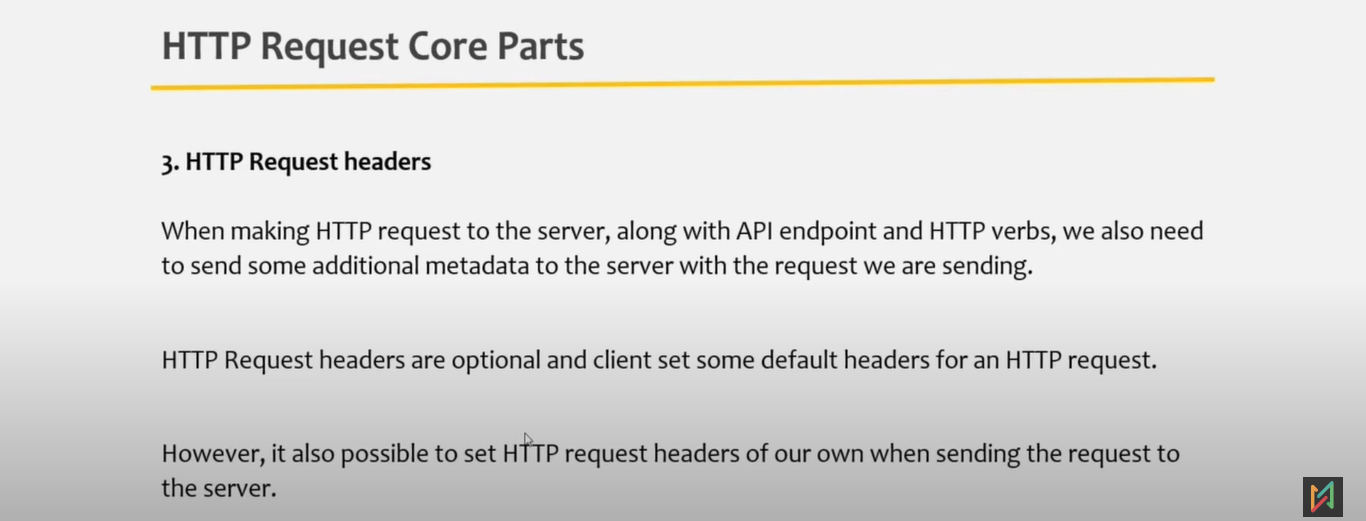 HTTP Request Core Parts
3. HTTP Request headers
When making HTTP request to the server, along with API endpoint and HTTP verbs, we also need
to send some additional metadata to the server with the request we are sending.
HTTP Request headers are optional and client set some default headers for an HTTP request.
However, it also possible to set HTTP request headers of our own when sending the request to
the server.